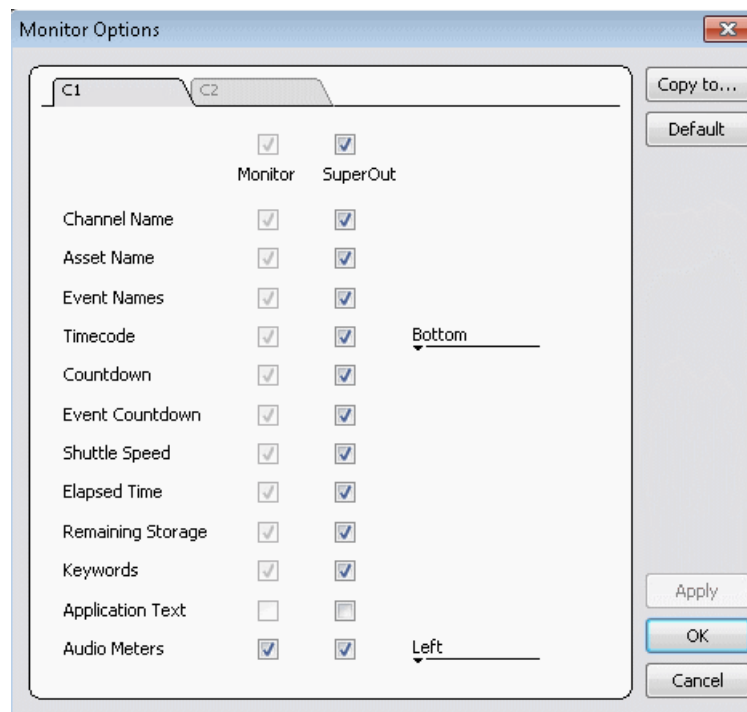 Monitor Options
C1 C2
Copy to...
Default
Monitor SuperOut
Channel Name
Asset Name
Event Names
Timecode Bottom
Countdown
Event Countdown
Shuttle Speed
Elapsed Time
Remaining Storage
Keywords
Application Text
Audio Meters Left
Apply
OK
Cancel